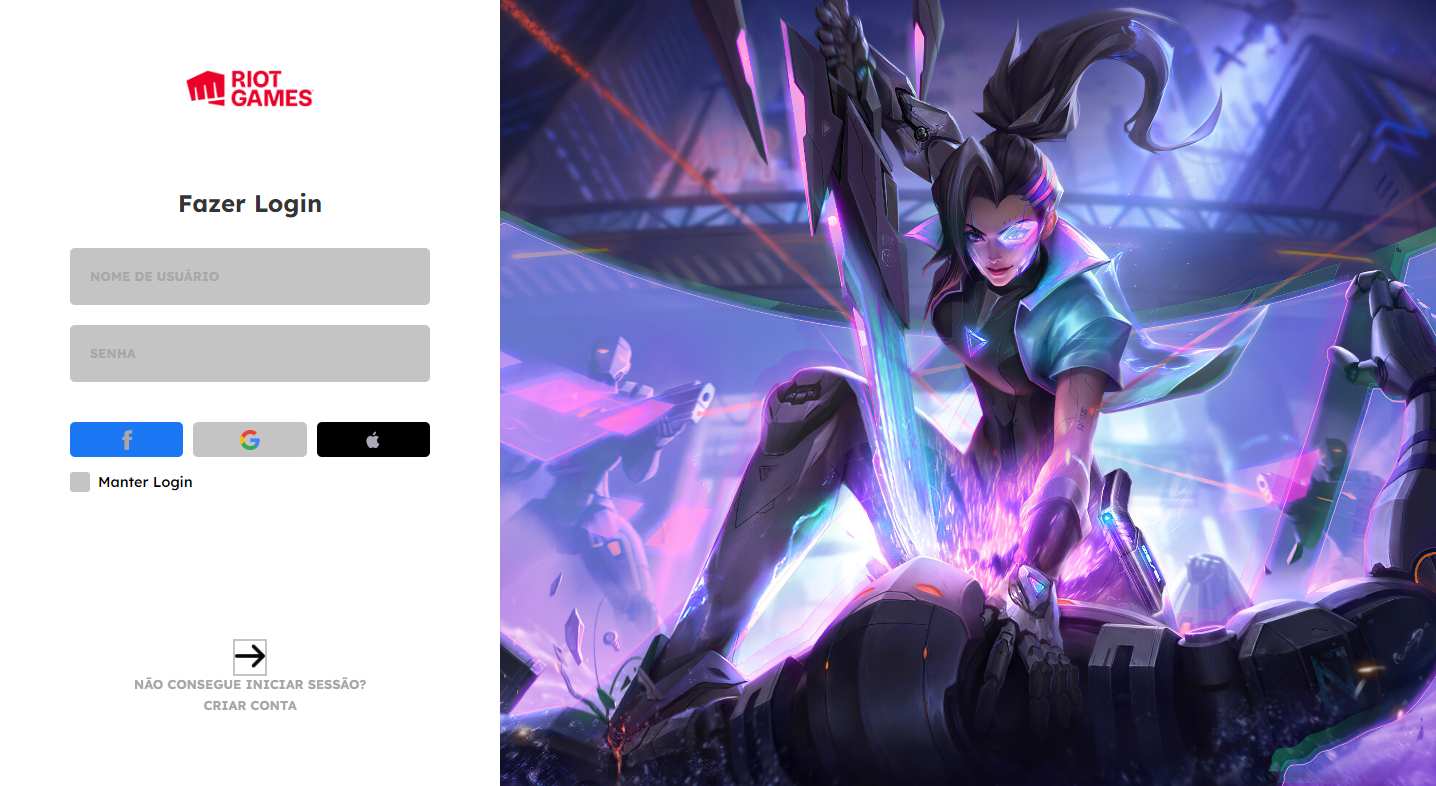 RIOT
GAMES
Fazer Login
NOME DE USUÁRIO
SENHA
Manter Login
NÃO CONSEGUE INICIAR SESSÃO?
CRIAR CONTA